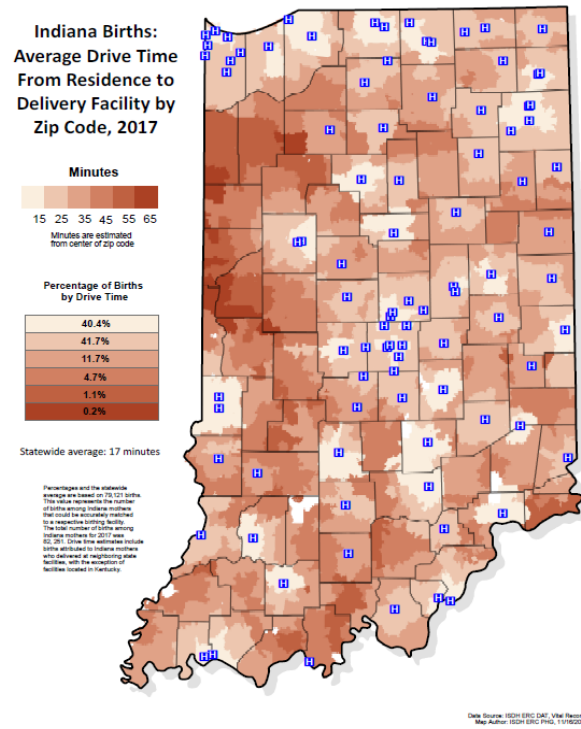 Indiana Births:
Average Drive Time
From Residence to
Delivery Facility by
Zip Code, 2017
Minutes
15 25 35 45 55 65
Minutes are estimated
from center of zip code
Percentage of Births
by Drive Time
40.4%
41.7%
11.7%
4.7%
1.1%
0.2%
Statewide average: 17 minutes
Percentages and the statewide
average are based on 79,121 births.
This value represents the number
of births among Indiana mothers
that could be accurately matched
to a respective birthing facility.
The total number of births among
Indiana mothers for 2017 was
82, 251. Drive time estimates include
births attributed to Indiana mothers
who delivered at neighboring state
facilities, with the exception of
facilities located in Kentucky.
Data Source: ISDH ERC DAT, Vital Recor
Map Author: ISDH ERC PHG, 11/16/20